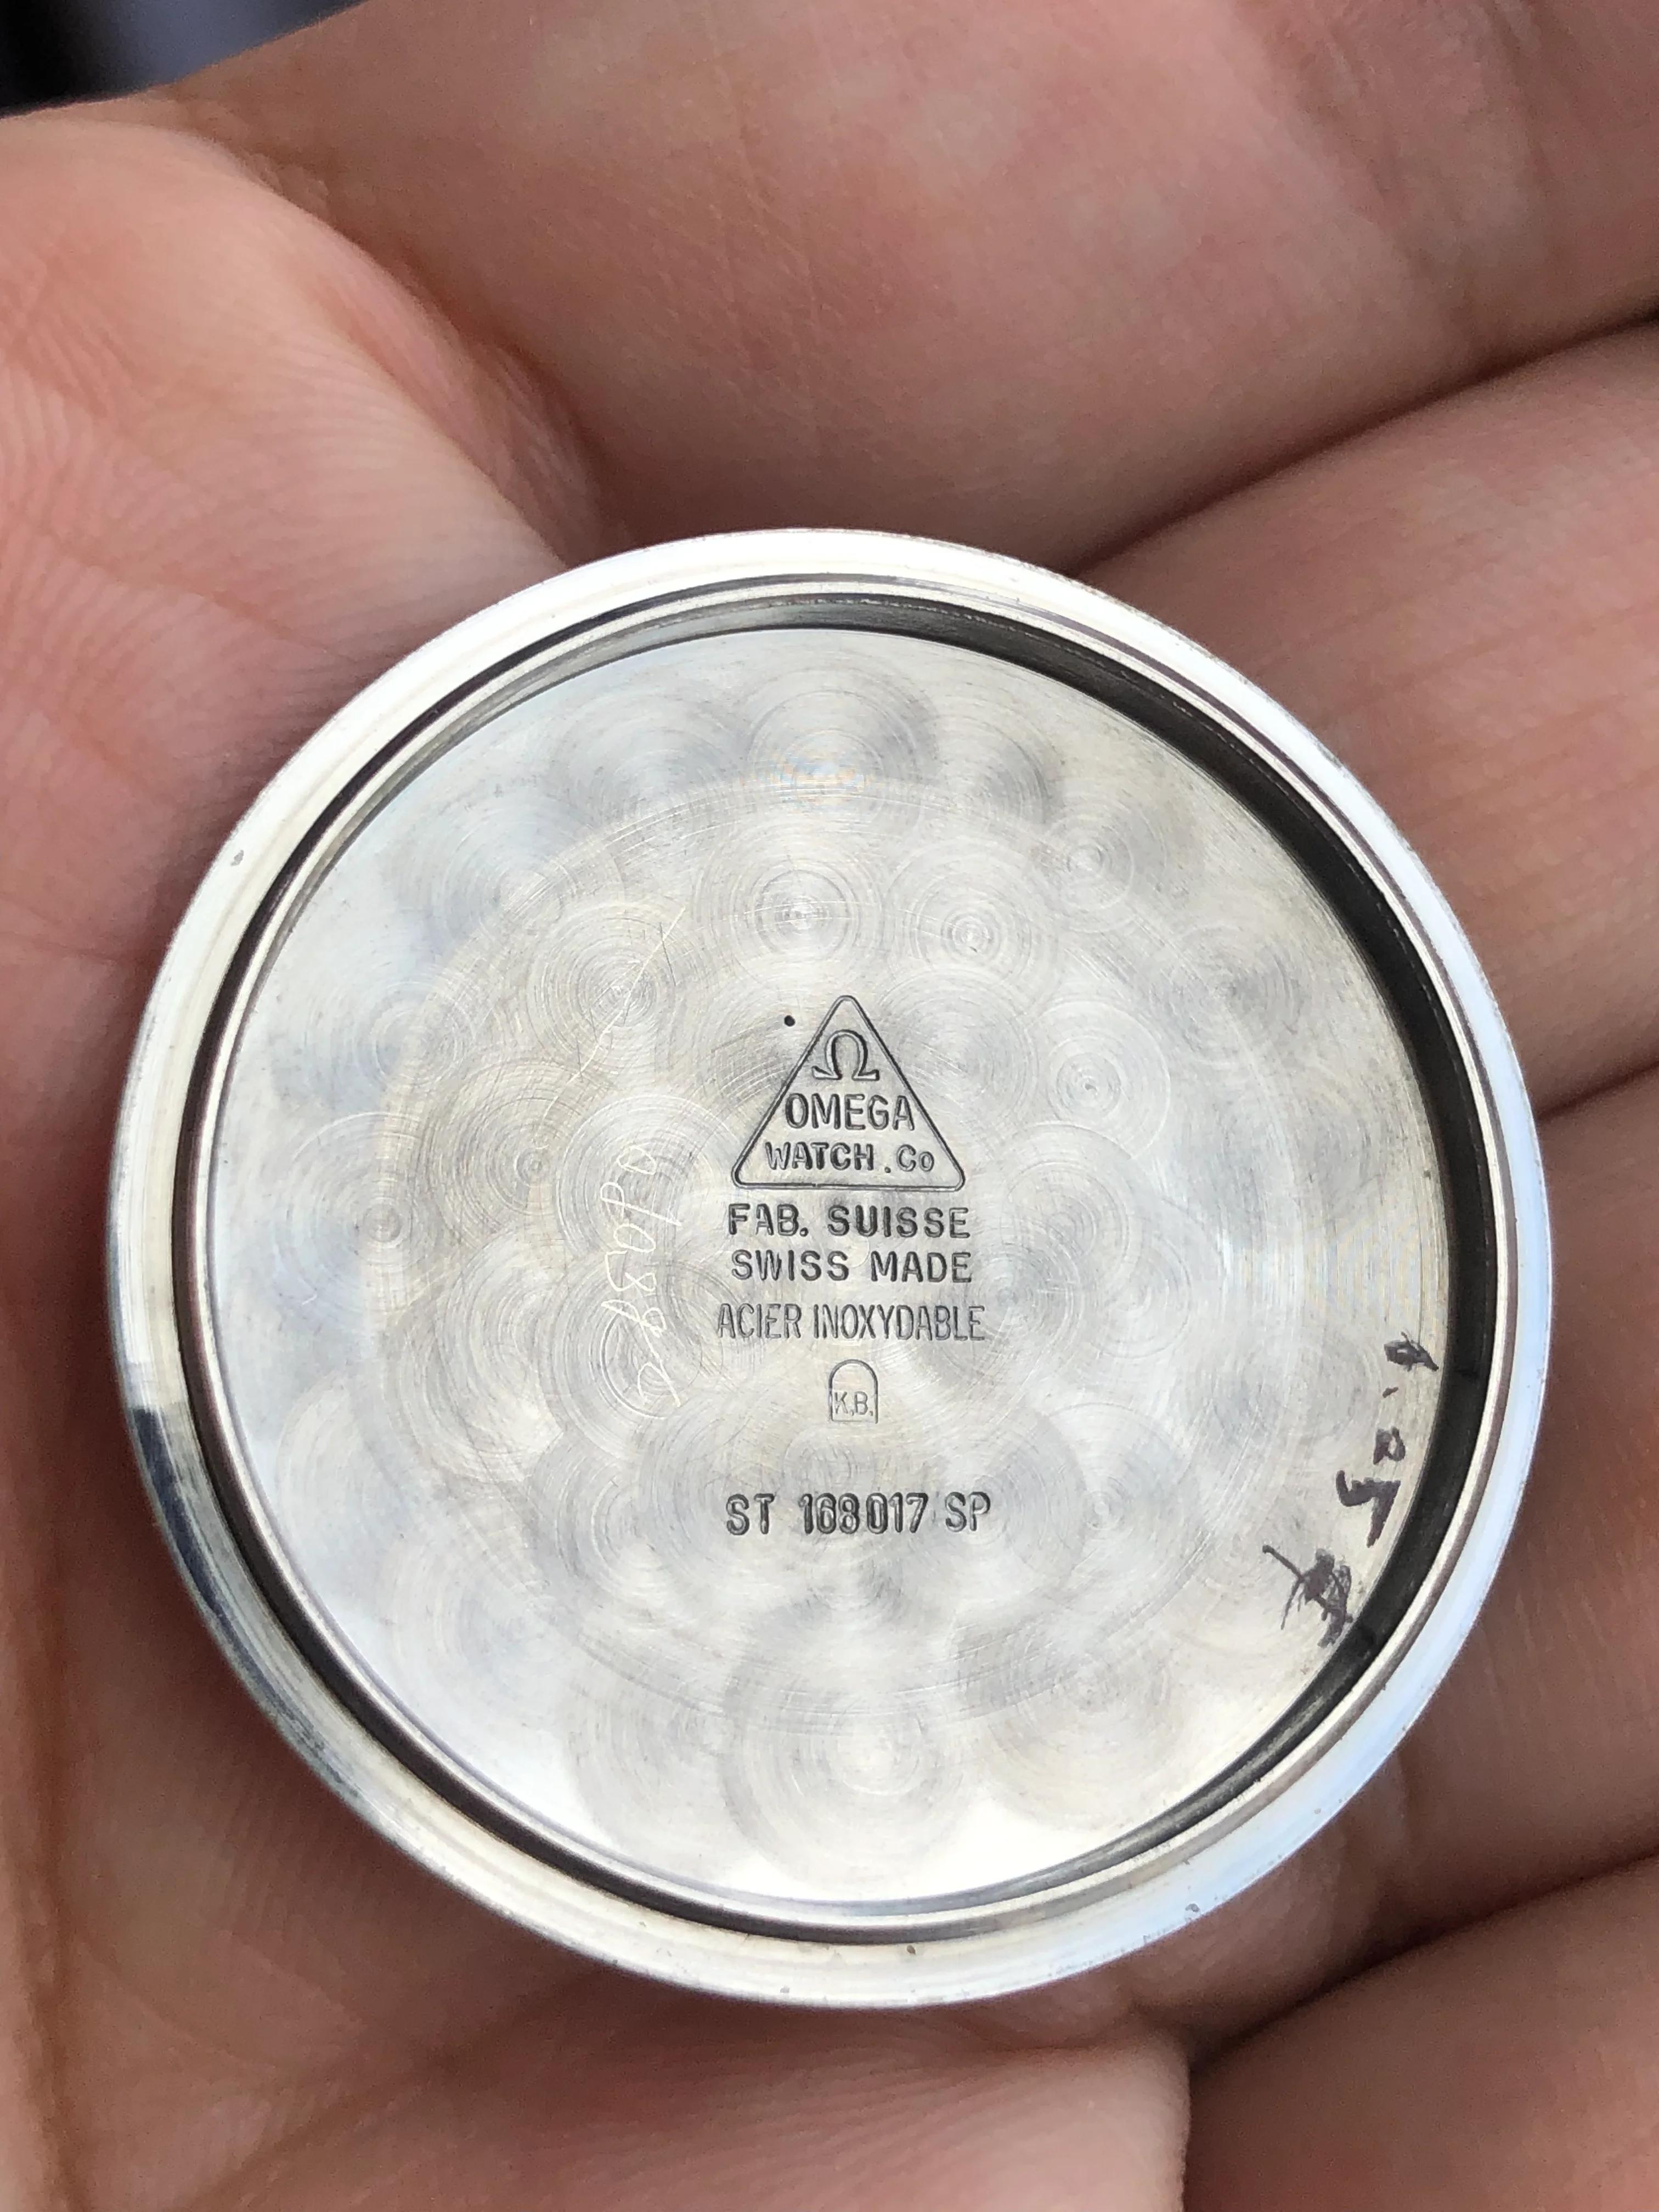 Ω
OMEGA
WATCH.Co
FAB. SUISSE
SWISS MADE
ACIER INOXYDABLE
K.B.
ST 168017 SP